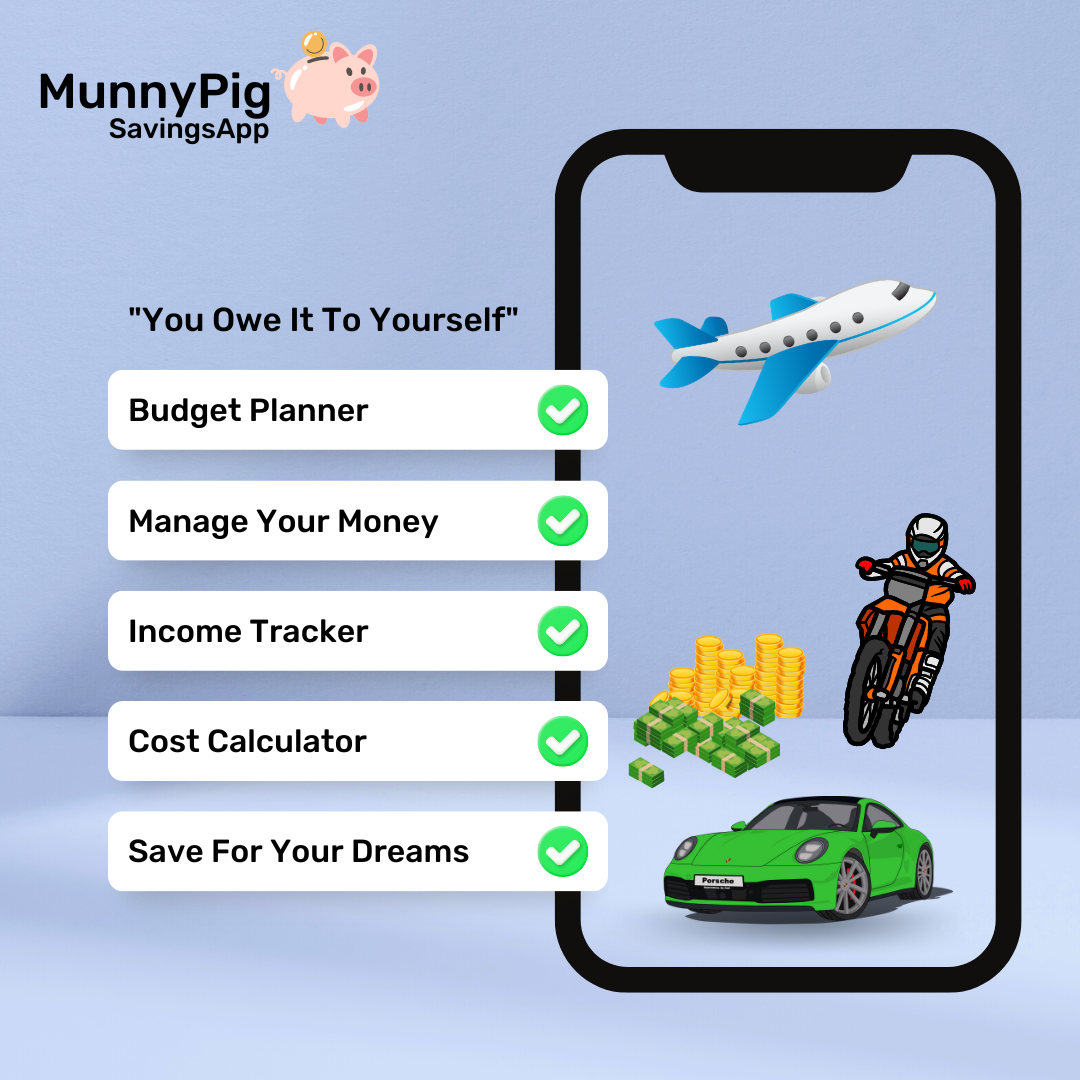 MunnyPig
SavingsApp
"You Owe It To Yourself"
Budget Planner
Manage Your Money
Income Tracker
Cost Calculator
Save For Your Dreams
Porsche